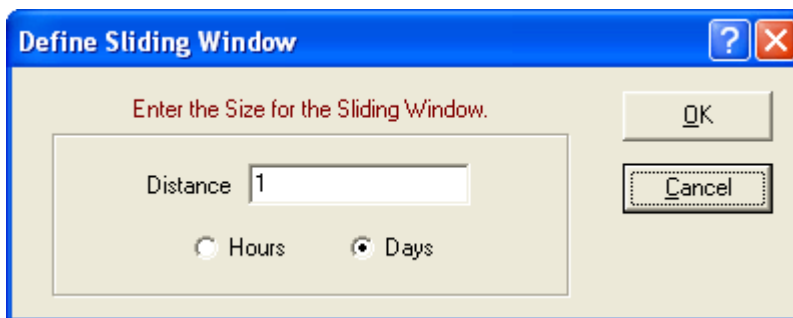 Define Sliding Window
?
Enter the Size for the Sliding Window.
OK
Distance 1
Cancel
Hours Days